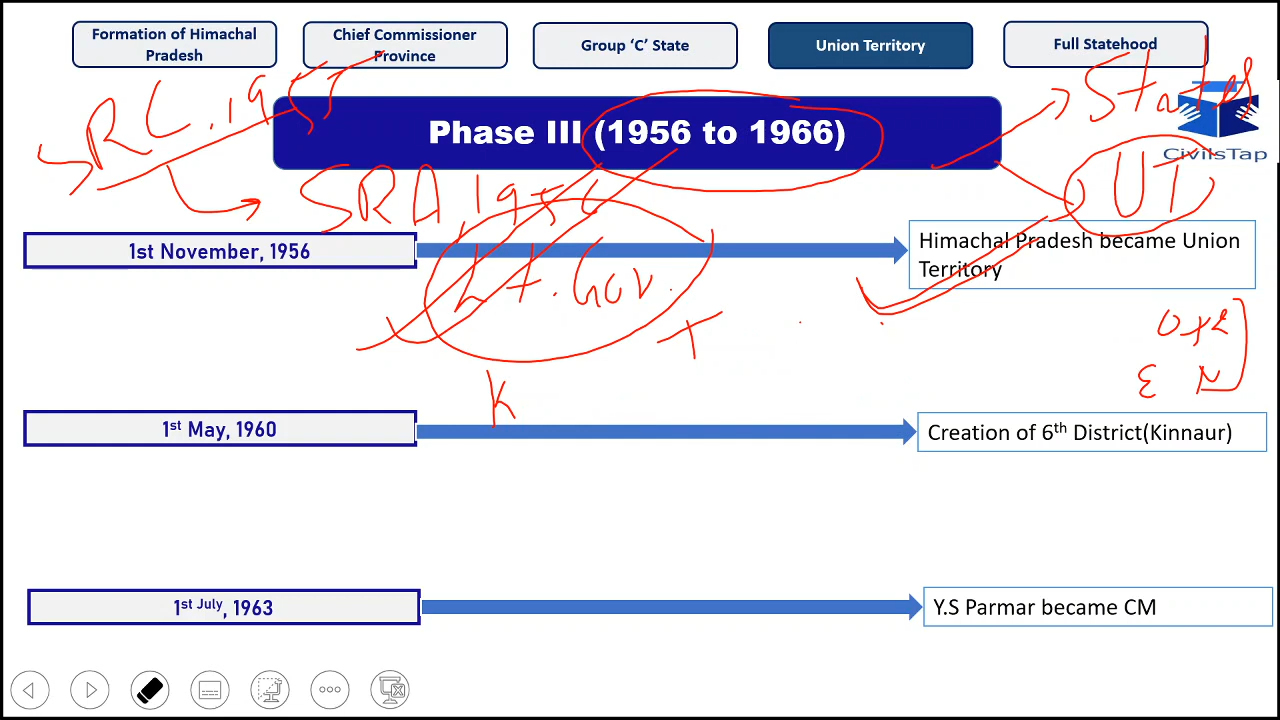 Formation of Himachal
Pradesh
Chief Commissioner
Province
Group ‘C’ State
Union Territory
Full Statehood
SRC.1955
States
Phase III (1956 to 1966)
CivilsTap
UT
SRA.1956
1st November, 1956
Himachal Pradesh became Union
Territory
Lt. Gov.
T
K
1st May, 1960
Creation of 6th District(Kinnaur)
1st July, 1963
Y.S Parmar became CM